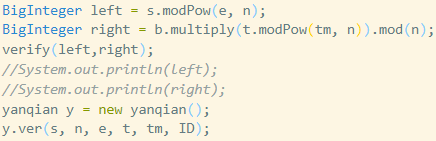 BigInteger left = s.modPow(e, n);
BigInteger right = b.multiply(t.modPow(tm, n)).mod(n);
verify(left,right);
//System.out.println(left);
//System.out.println(right);
yanqian y = new yanqian();
y.ver(s, n, e, t, tm, ID);